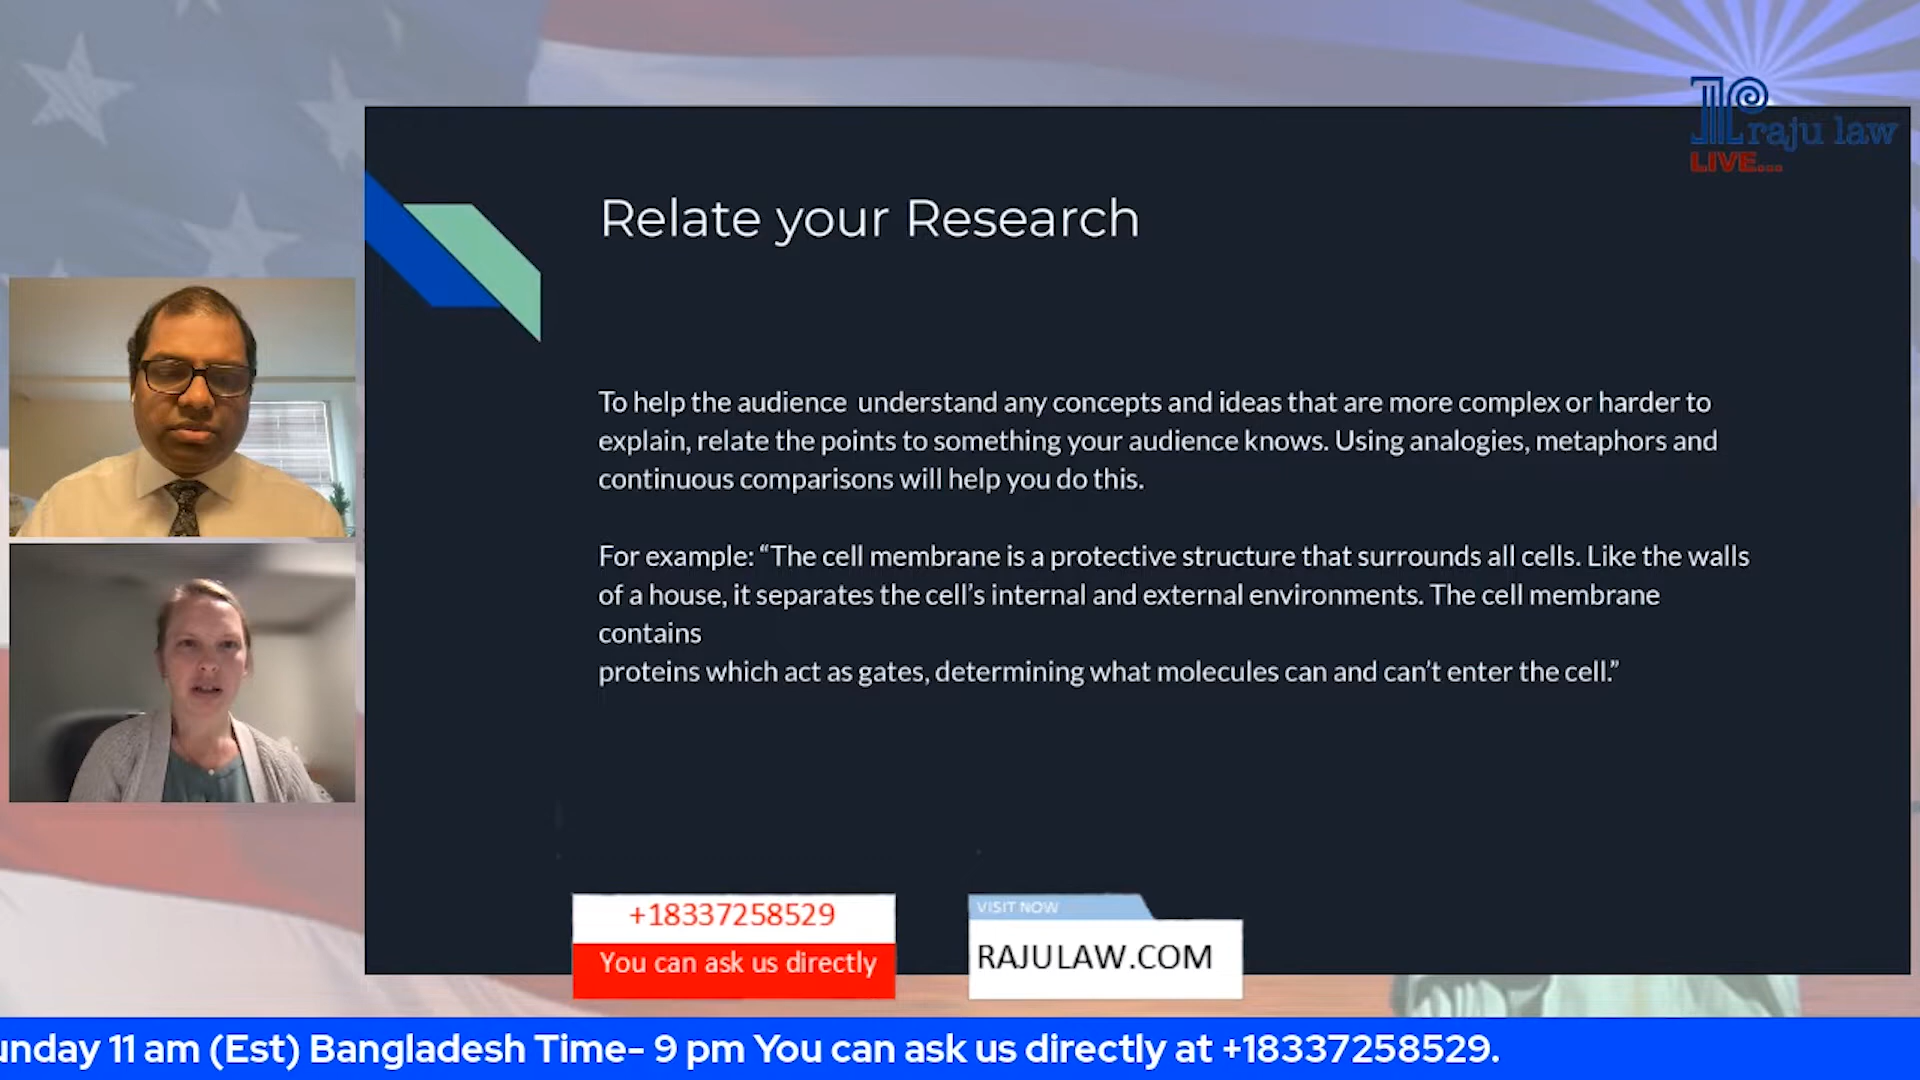 raju law
LIVE...
Relate your Research
To help the audience understand any concepts and ideas that are more complex or harder to
explain, relate the points to something your audience knows. Using analogies, metaphors and
continuous comparisons will help you do this.
For example: “The cell membrane is a protective structure that surrounds all cells. Like the walls
of a house, it separates the cell’s internal and external environments. The cell membrane
contains
proteins which act as gates, determining what molecules can and can’t enter the cell.”
+18337258529
You can ask us directly
VISIT NOW
RAJULAW.COM
unday 11 am (Est) Bangladesh Time- 9 pm You can ask us directly at +18337258529.